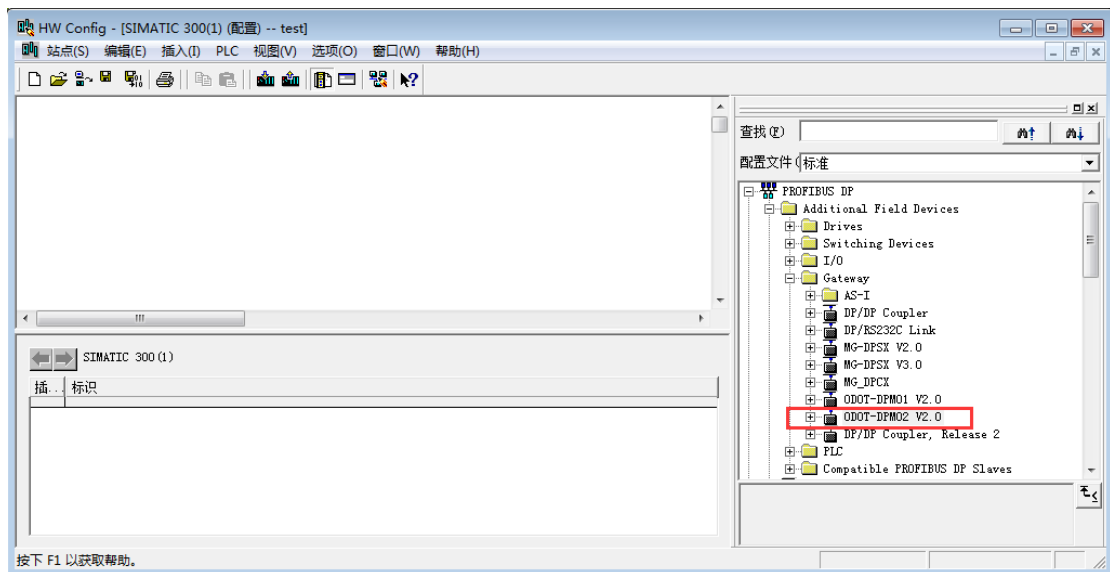 HW Config - [SIMATIC 300(1) (配置) -- test]
站点(S) 编辑(E) 插入(I) PLC 视图(V) 选项(O) 窗口(W) 帮助(H)
查找(F)
配置文件(标准
PROFIBUS DP
Additional Field Devices
Drives
Switching Devices
I/O
Gateway
AS-I
DP/DP Coupler
DP/RS232C Link
MG-DPSX V2.0
MG-DPSX V3.0
MG_DPCX
ODOT-DPM01 V2.0
ODOT-DPM02 V2.0
DP/DP Coupler, Release 2
PLC
Compatible PROFIBUS DP Slaves
SIMATIC 300(1)
插... 标识
按下 F1 以获取帮助。